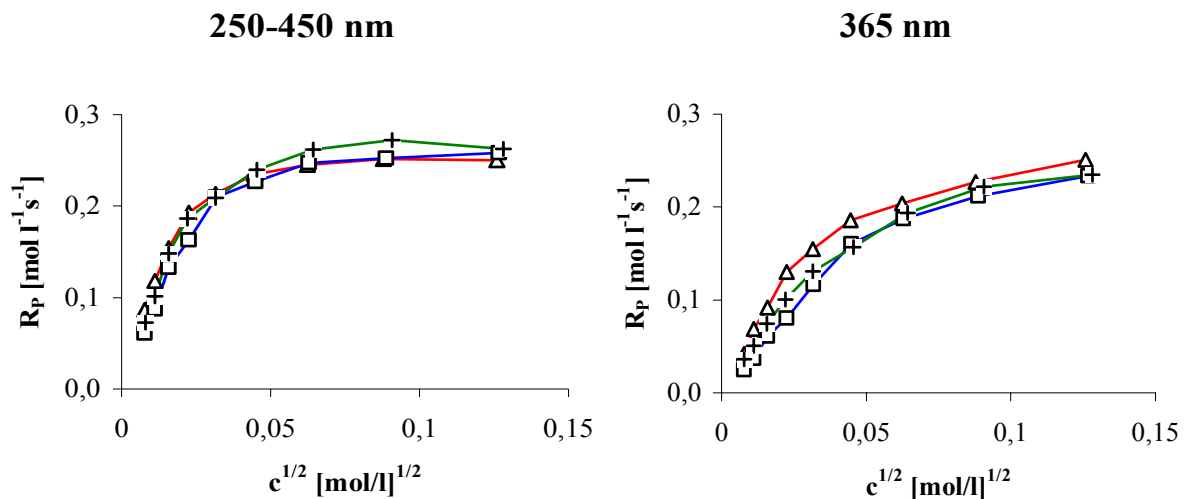 250-450 nm
365 nm
0,3
0,2
0,1
0,0
R_P [mol l⁻¹ s⁻¹]
0
0,05
0,1
0,15
c^{1/2} [mol/l]^{1/2}
0,3
0,2
0,1
0,0
R_P [mol l⁻¹ s⁻¹]
0
0,05
0,1
0,15
c^{1/2} [mol/l]^{1/2}